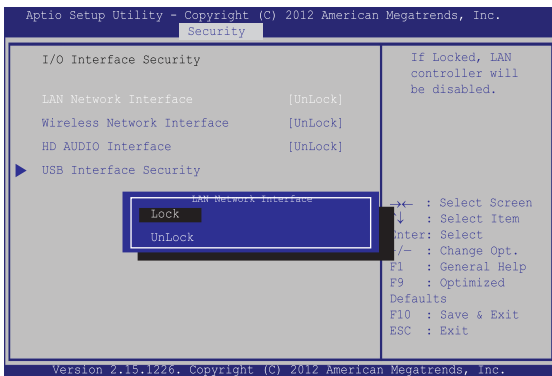 Aptio Setup Utility - Copyright (C) 2012 American Megatrends, Inc.
Security
I/O Interface Security
LAN Network Interface [UnLock]
Wireless Network Interface [UnLock]
HD AUDIO Interface [UnLock]
USB Interface Security
LAN Network Interface
Lock
UnLock
If Locked, LAN
controller will
be disabled.
→← : Select Screen
↑↓ : Select Item
Enter: Select
+/— : Change Opt.
F1 : General Help
F9 : Optimized
Defaults
F10 : Save & Exit
ESC : Exit
Version 2.15.1226. Copyright (C) 2012 American Megatrends, Inc.